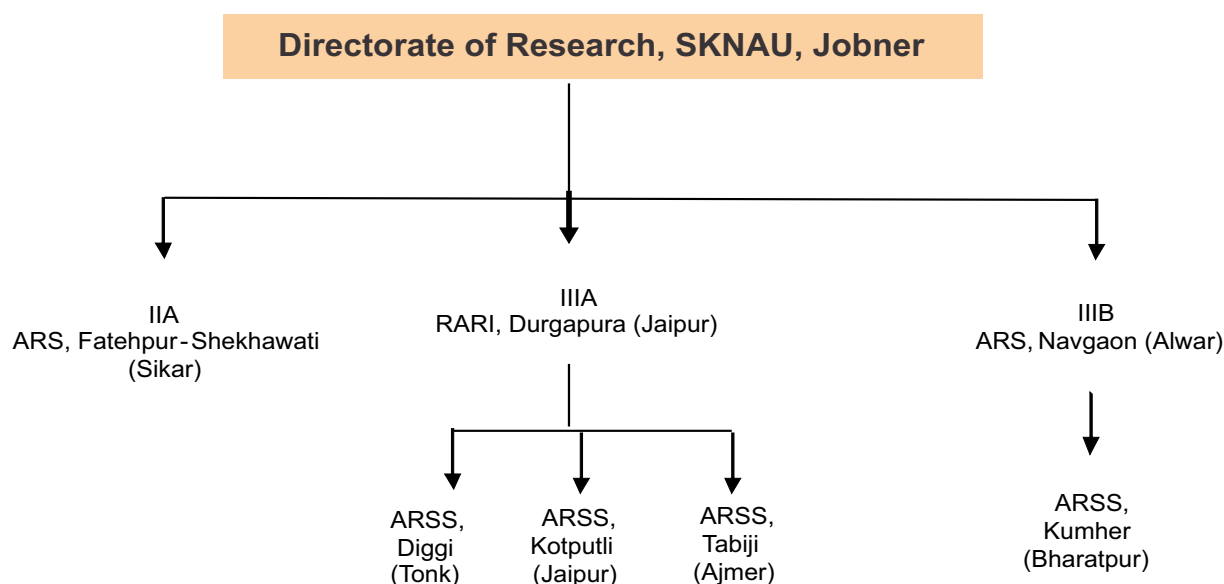 Directorate of Research, SKNAU, Jobner
IIA
ARS, Fatehpur-Shekhawati
(Sikar)
IIIA
RARI, Durgapura (Jaipur)
IIIB
ARS, Navgaon (Alwar)
ARSS,
Diggi
(Tonk)
ARSS,
Kotputli
(Jaipur)
ARSS,
Tabiji
(Ajmer)
ARSS,
Kumher
(Bharatpur)